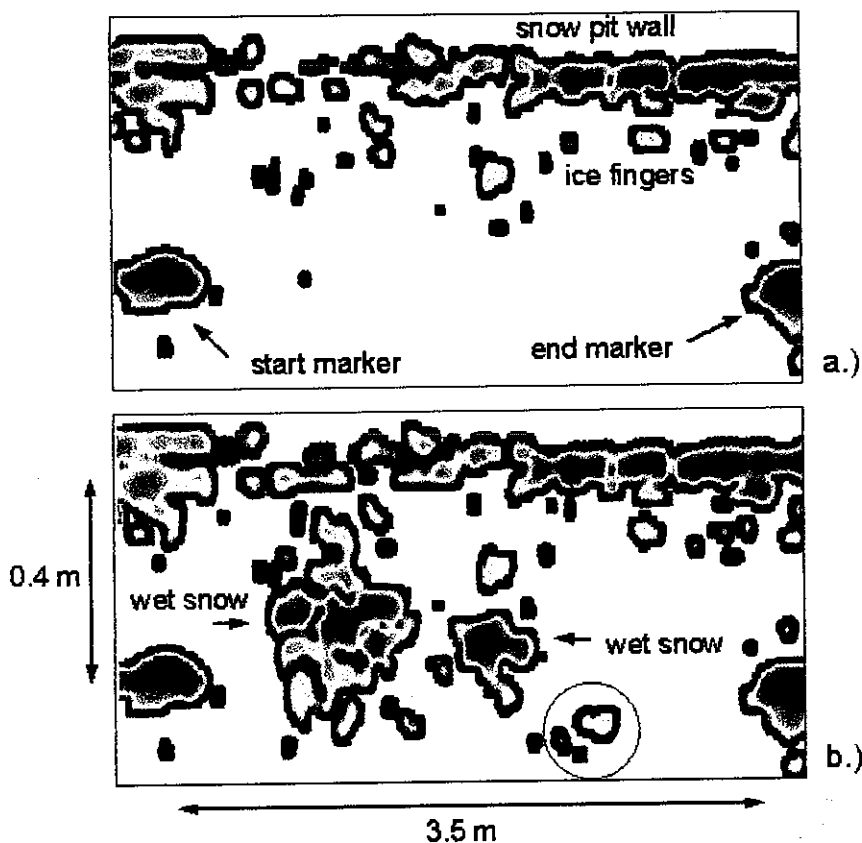 snow pit wall
ice fingers
start marker
end marker
a.)
0.4 m
wet snow
wet snow
b.)
3.5 m